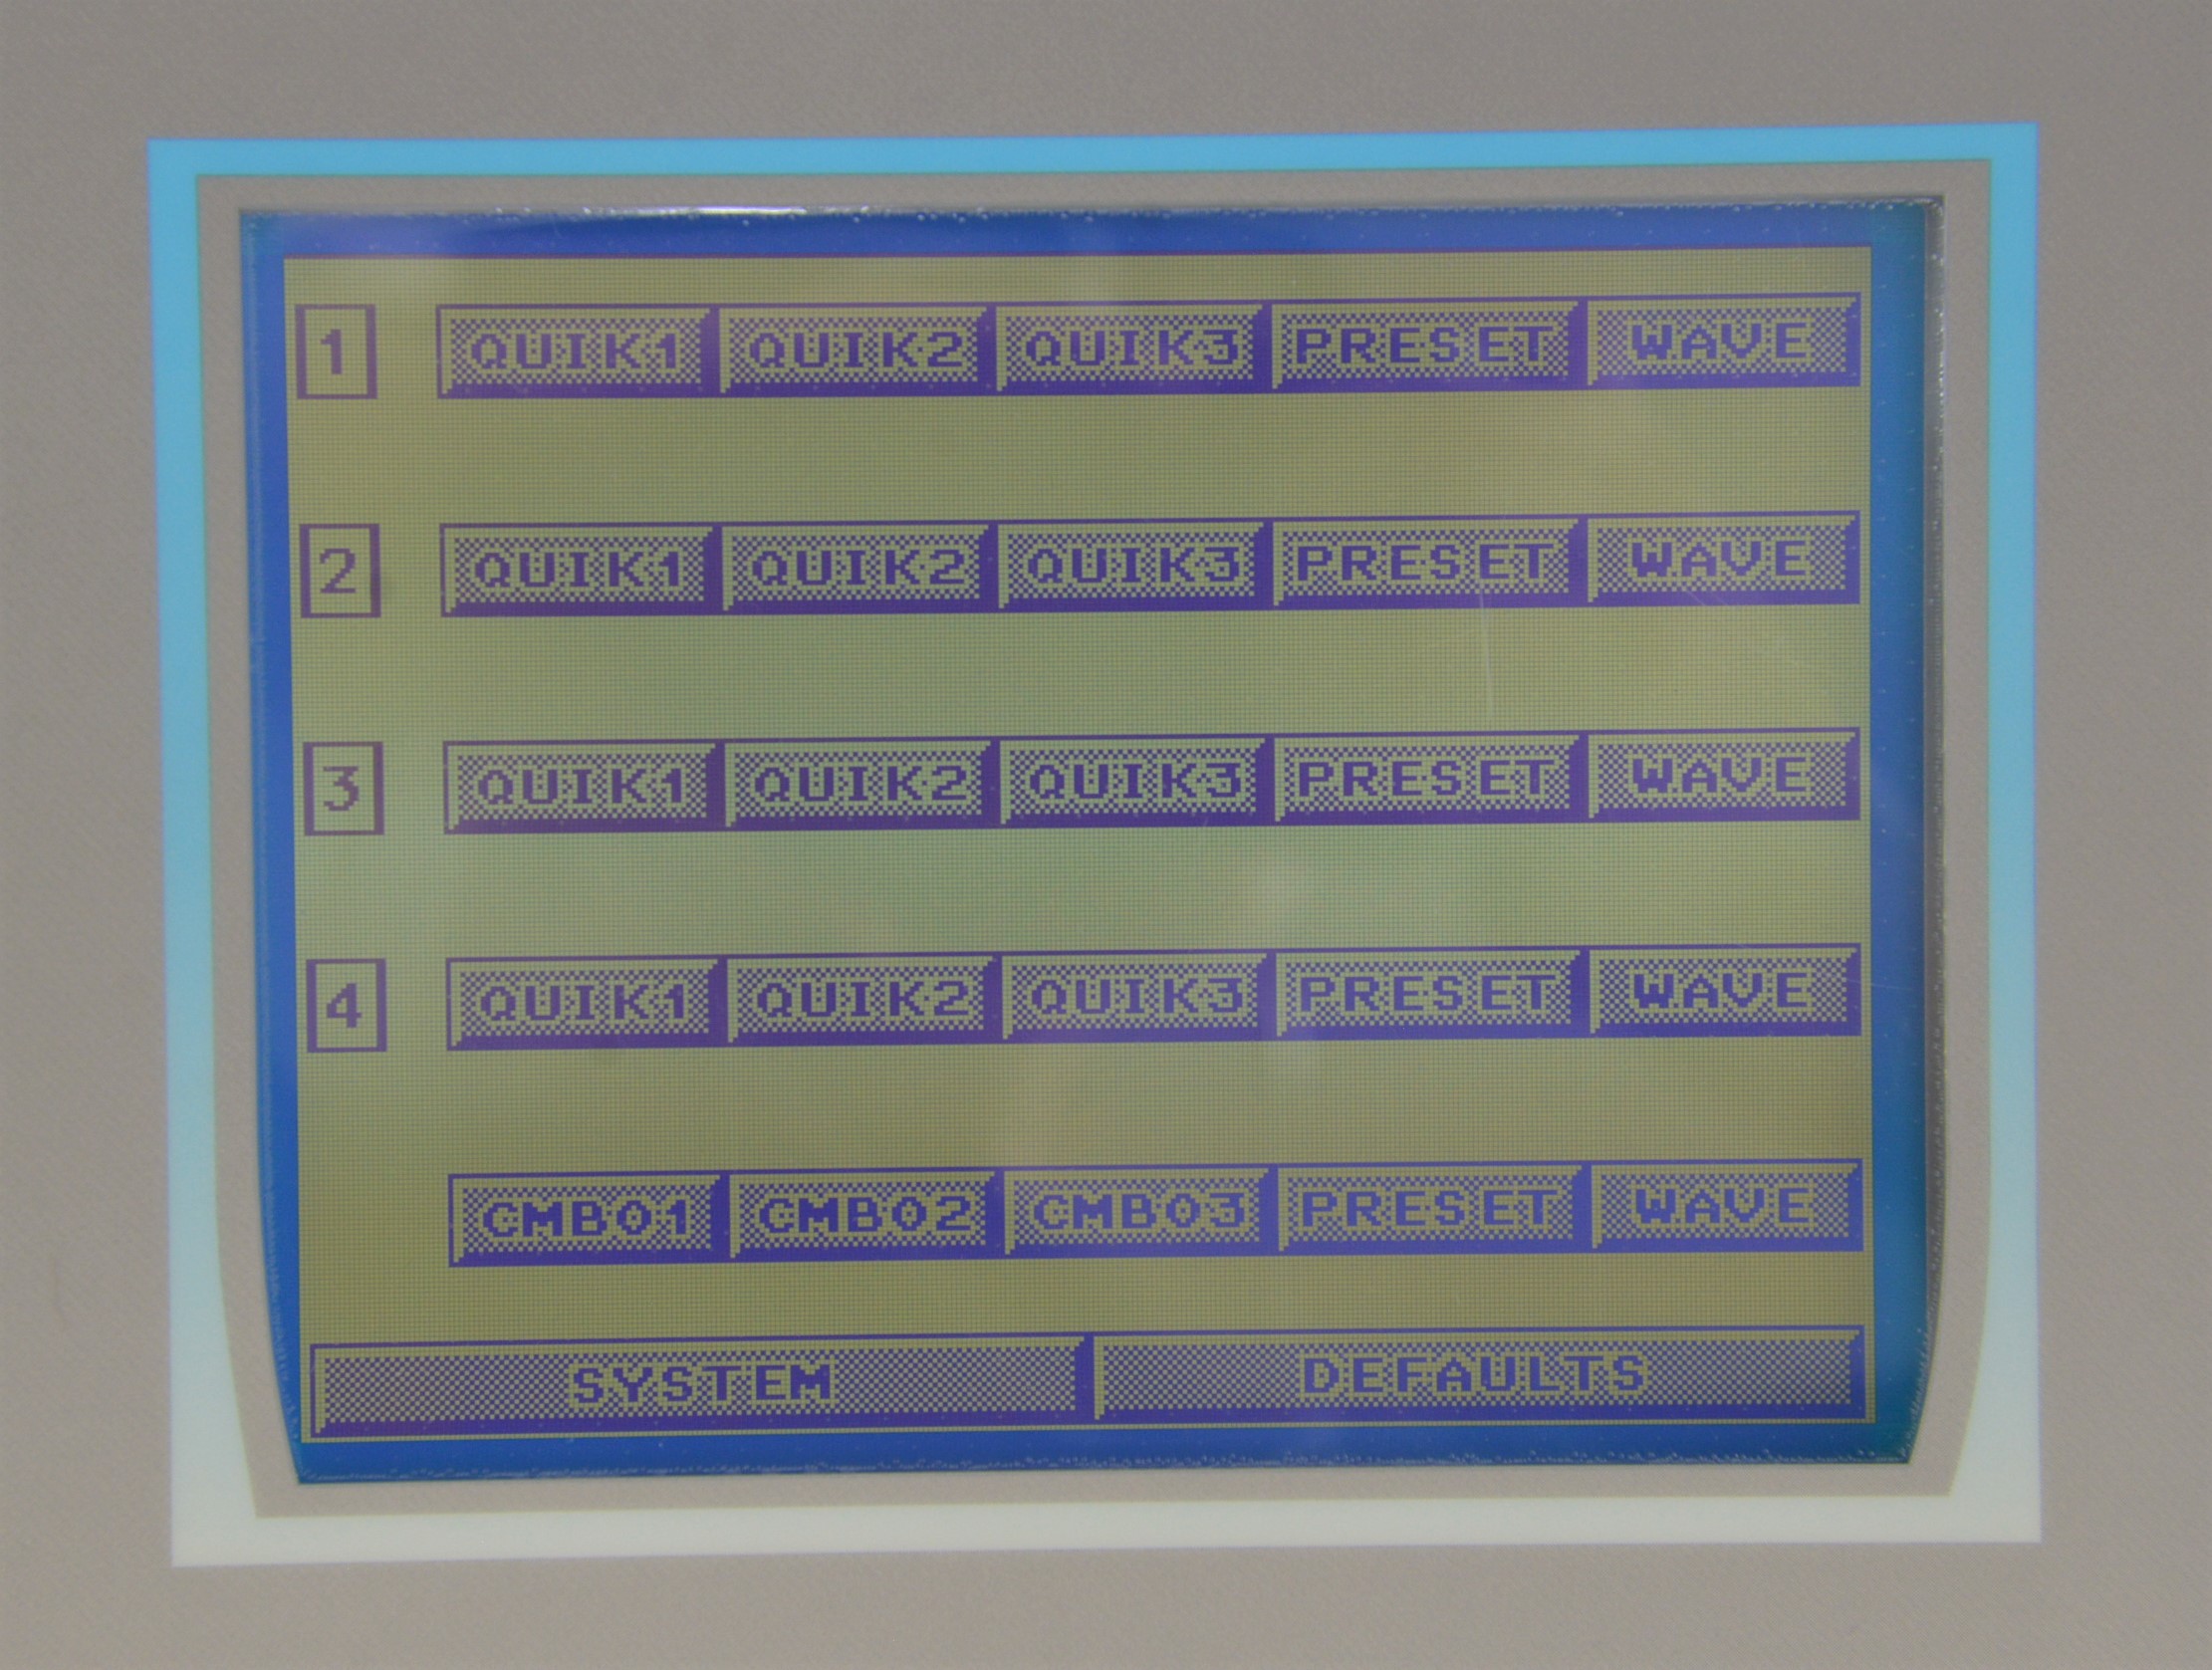 1 QUIK1 QUIK2 QUIK3 PRESET WAVE
2 QUIK1 QUIK2 QUIK3 PRESET WAVE
3 QUIK1 QUIK2 QUIK3 PRESET WAVE
4 QUIK1 QUIK2 QUIK3 PRESET WAVE
CMBO1 CMBO2 CMBO3 PRESET WAVE
SYSTEM DEFAULTS